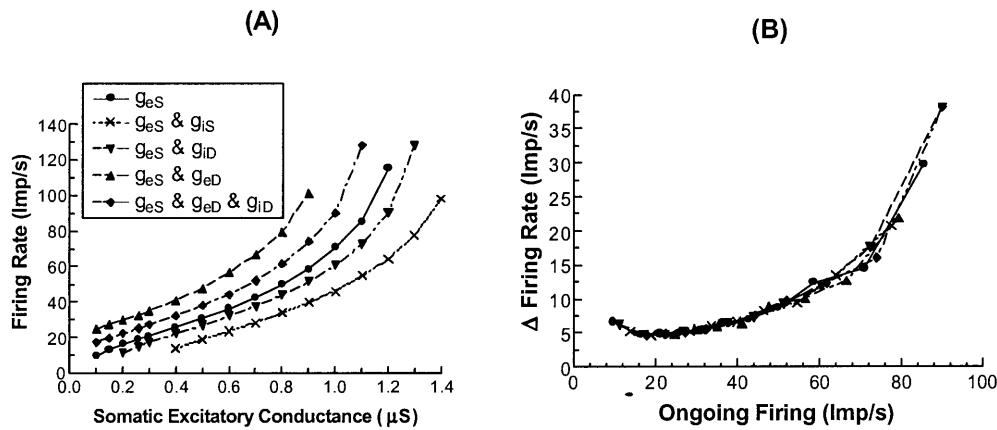 (A)
geS
geS & giS
geS & giD
geS & geD
geS & geD & giD
140
120
100
80
60
40
20
0
0.0 0.2 0.4 0.6 0.8 1.0 1.2 1.4
Firing Rate (Imp/s)
Somatic Excitatory Conductance ( μS)
(B)
40
35
30
25
20
15
10
5
0
0 20 40 60 80 100
Δ Firing Rate (Imp/s)
Ongoing Firing (Imp/s)